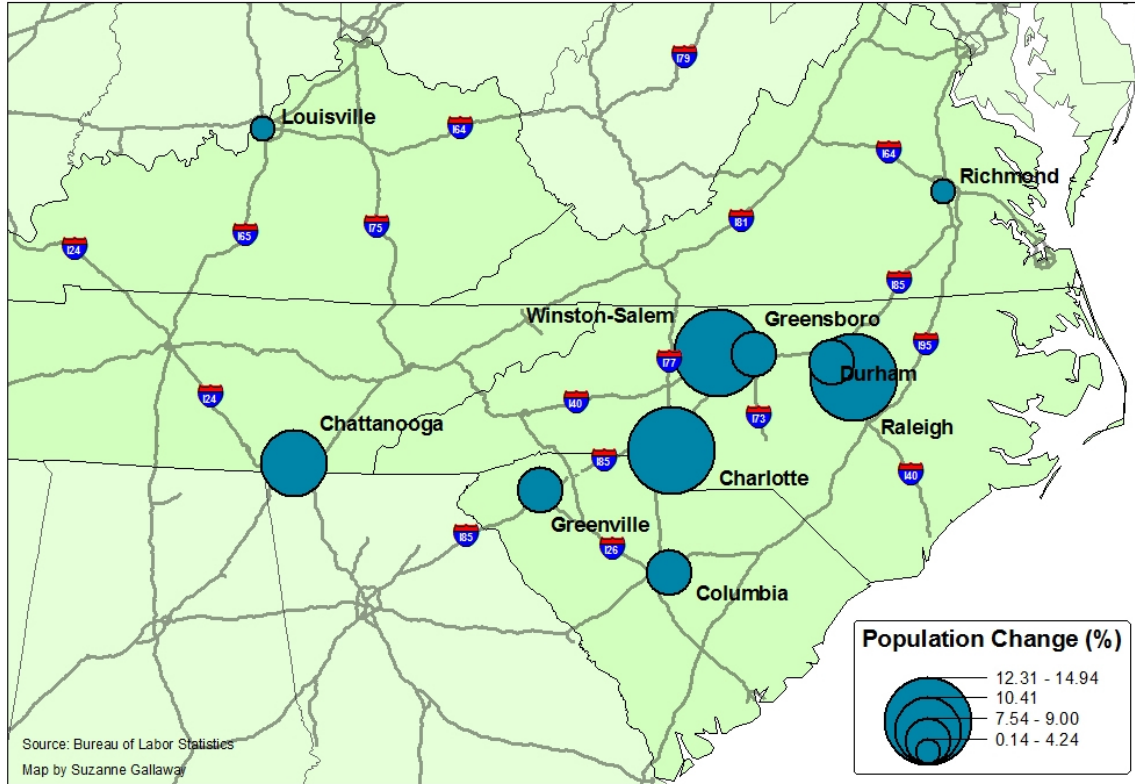 I79
Louisville
I64
I64
Richmond
I24
I65
I75
I81
I85
Winston-Salem
Greensboro
I77
I95
Durham
I24
I40
I73
Chattanooga
Raleigh
I85
Charlotte
I40
Greenville
I85
I26
Columbia
Population Change (%)
12.31 - 14.94
10.41
7.54 - 9.00
0.14 - 4.24
Source: Bureau of Labor Statistics
Map by Suzanne Gallaway